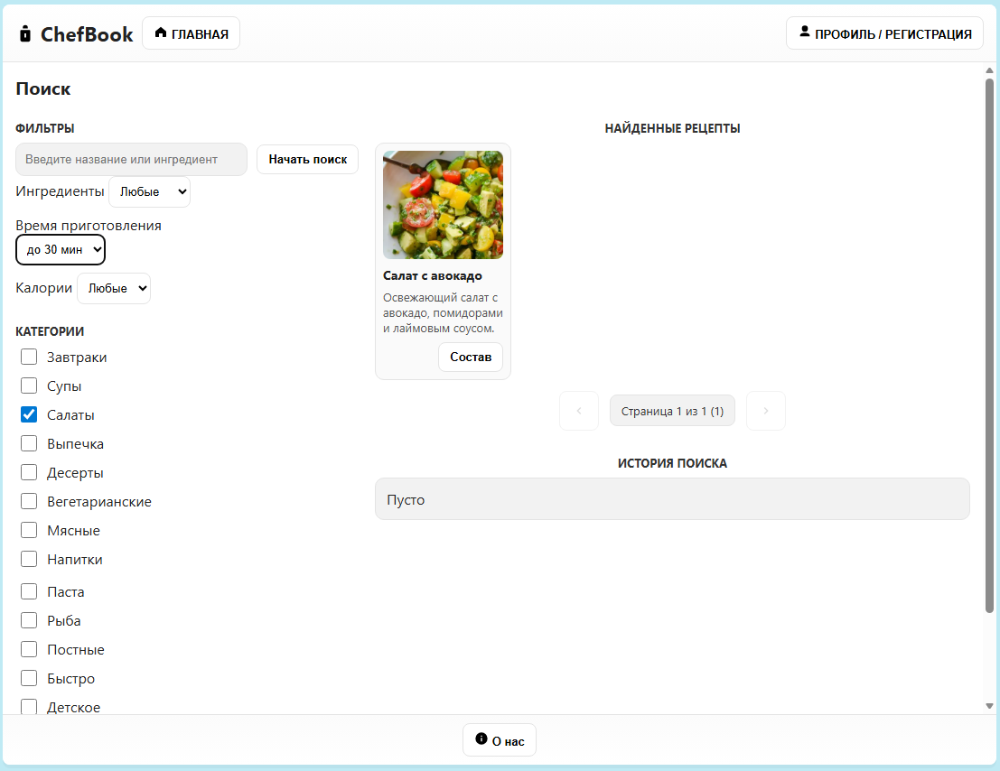 ChefBook
ГЛАВНАЯ
ПРОФИЛЬ / РЕГИСТРАЦИЯ
Поиск
ФИЛЬТРЫ
Введите название или ингредиент
Начать поиск
Ингредиенты
Любые
Время приготовления
до 30 мин
Калории
Любые
КАТЕГОРИИ
Завтраки
Супы
Салаты
Выпечка
Десерты
Вегетарианские
Мясные
Напитки
Паста
Рыба
Постные
Быстро
Детское
НАЙДЕННЫЕ РЕЦЕПТЫ
Салат с авокадо
Освежающий салат с
авокадо, помидорами
и лаймовым соусом.
Состав
‹
Страница 1 из 1 (1)
›
ИСТОРИЯ ПОИСКА
Пусто
О нас